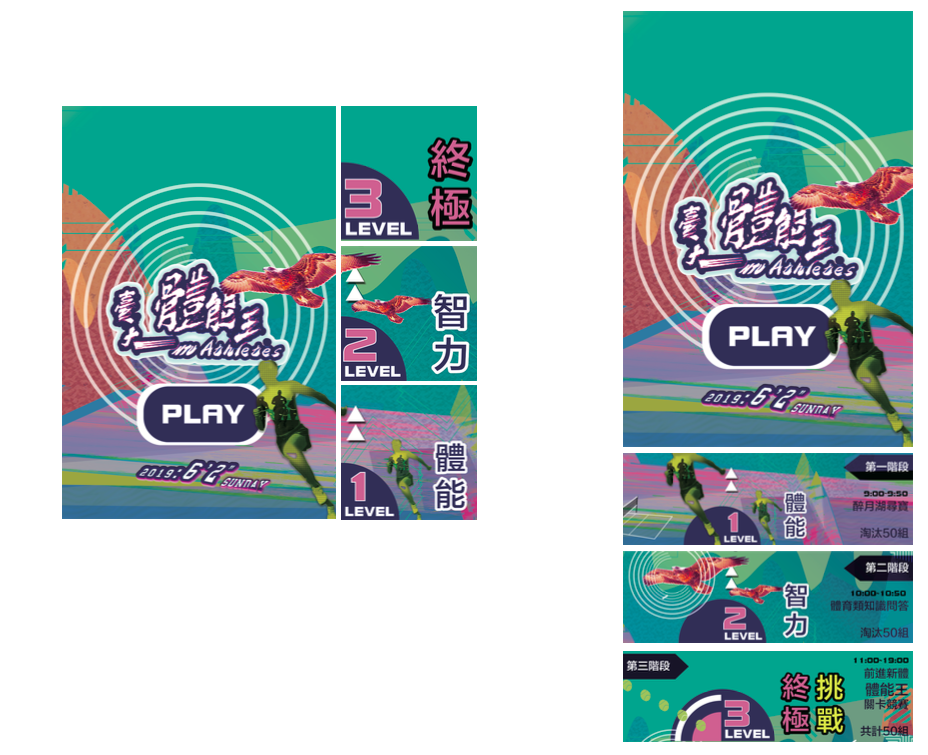 臺大
體能王
NTU Athletes
PLAY
2019. 6'2" SUNDAY
終極
3
LEVEL
智力
2
LEVEL
體能
1
LEVEL
臺大
體能王
PLAY
2019. 6'2" SUNDAY
第一階段
9:00-9:50
醉月湖尋寶
淘汰50組
體能
1
LEVEL
第二階段
10:00-10:50
體育類知識問答
淘汰50組
智力
2
LEVEL
第三階段
11:00-19:00
前進新體
體能王
關卡競賽
共計50組
終極
挑戰
3
LEVEL